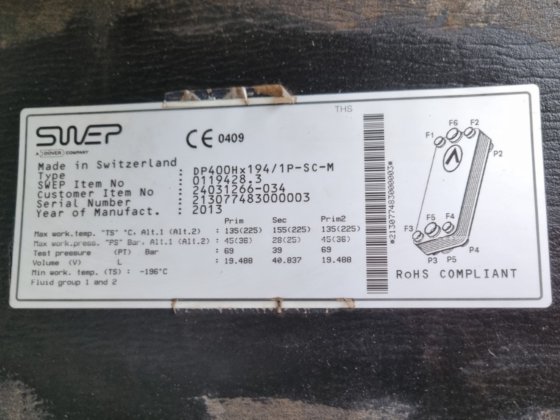 THS
SWEP
A DOVER COMPANY
CE 0409
Made in Switzerland
Type : DP400Hx194/1P-SC-M
SWEP Item No : 0119428.3
Customer Item No : 24031266-034
Serial Number : 213077483000003
Year of Manufact. : 2013
Prim Sec Prim2
Max work.temp. "TS" °C. Alt.1 (Alt.2) : 135(225) 155(225) 135(225)
Max work.press. "PS" Bar. Alt.1 (Alt.2) : 45(36) 28(25) 45(36)
Test pressure (PT) Bar : 69 39 69
Volume (V) L : 19.488 40.837 19.488
Min work.temp. (TS) : -196°C
Fluid group 1 and 2
*213077483000003*
F1 F6 F2
P2
F3 F5 F4
P3 P5 P4
RoHS COMPLIANT